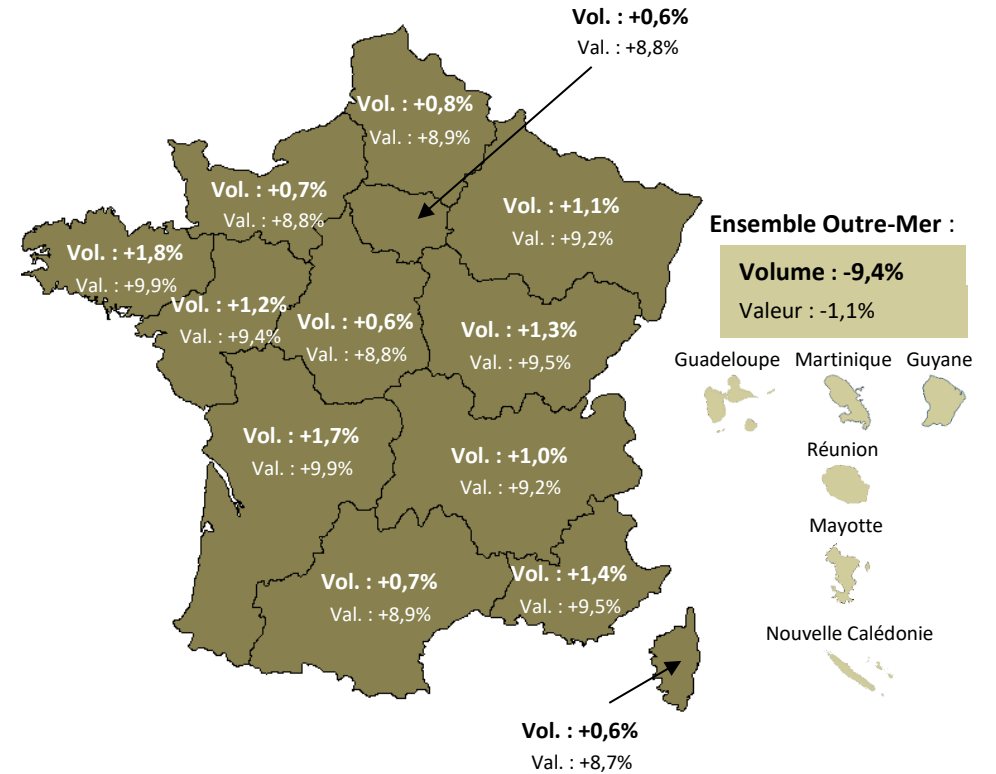 Vol. : +0,6%
Val. : +8,8%
Vol. : +0,8%
Val. : +8,9%
Vol. : +0,7%
Val. : +8,8%
Vol. : +1,1%
Val. : +9,2%
Vol. : +1,8%
Val. : +9,9%
Vol. : +1,2%
Val. : +9,4%
Vol. : +0,6%
Val. : +8,8%
Vol. : +1,3%
Val. : +9,5%
Vol. : +1,7%
Val. : +9,9%
Vol. : +1,0%
Val. : +9,2%
Vol. : +0,7%
Val. : +8,9%
Vol. : +1,4%
Val. : +9,5%
Vol. : +0,6%
Val. : +8,7%
Ensemble Outre-Mer :
Volume : -9,4%
Valeur : -1,1%
Guadeloupe Martinique Guyane
Réunion
Mayotte
Nouvelle Calédonie